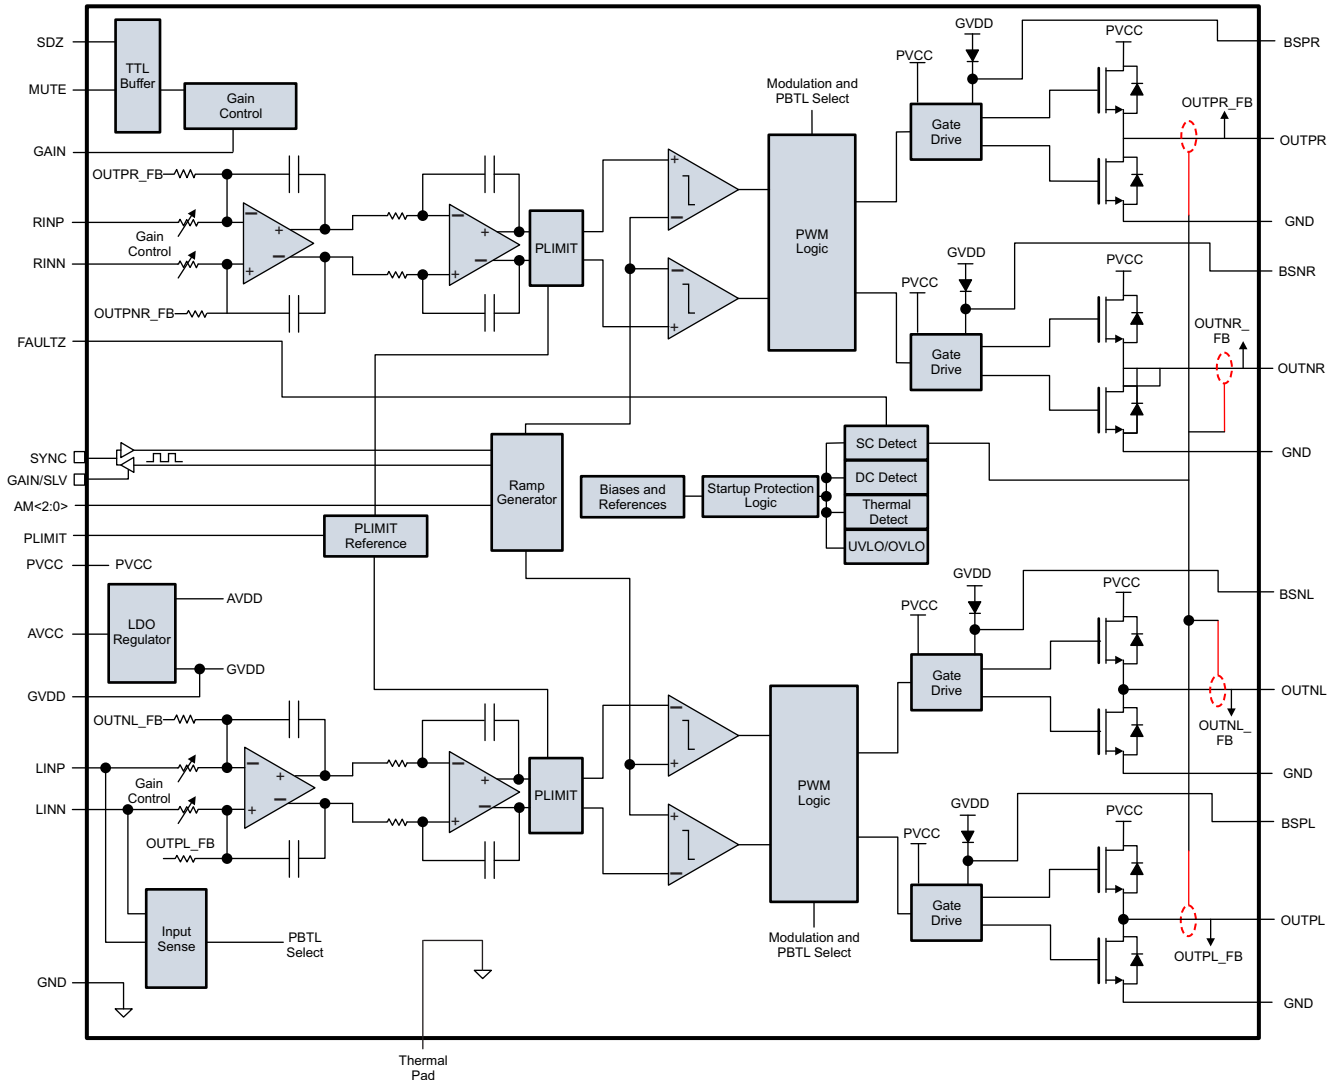 SDZ
MUTE
GAIN
TTL
Buffer
Gain
Control
OUTPR_FB
RINP
Gain
Control
RINN
OUTPNR_FB
FAULTZ
+
+
+
+
PLIMIT
+
+
Modulation and
PBTL Select
PWM
Logic
GVDD
PVCC
Gate
Drive
PVCC
OUTPR_FB
BSPR
OUTPR
GND
GVDD
PVCC
Gate
Drive
PVCC
OUTNR_
FB
BSNR
OUTNR
GND
SYNC
GAIN/SLV
AM<2:0>
PLIMIT
PVCC
PVCC
PLIMIT
Reference
Ramp
Generator
Biases and
References
Startup Protection
Logic
SC Detect
DC Detect
Thermal
Detect
UVLO/OVLO
AVCC
LDO
Regulator
AVDD
GVDD
GVDD
OUTNL_FB
LINP
Gain
Control
LINN
OUTPL_FB
+
+
+
+
PLIMIT
+
+
PWM
Logic
Modulation and
PBTL Select
GVDD
PVCC
Gate
Drive
PVCC
OUTNL_
FB
BSNL
OUTNL
GND
GVDD
PVCC
Gate
Drive
PVCC
OUTPL_FB
BSPL
OUTPL
GND
Input
Sense
PBTL
Select
GND
Thermal
Pad